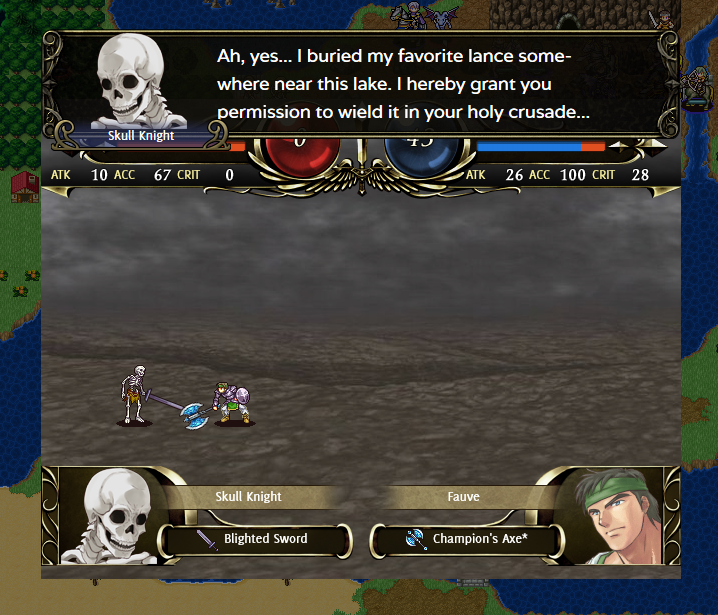 Ah, yes... I buried my favorite lance some-
where near this lake. I hereby grant you
permission to wield it in your holy crusade...
Skull Knight
ATK 10 ACC 67 CRIT 0
ATK 26 ACC 100 CRIT 28
Skull Knight
Fauve
Blighted Sword
Champion's Axe*